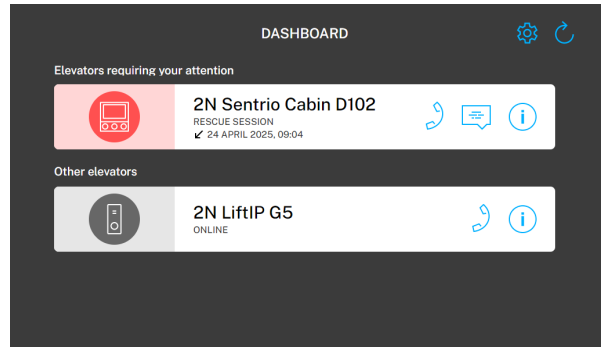 DASHBOARD
Elevators requiring your attention
2N Sentrio Cabin D102
RESCUE SESSION
↙ 24 APRIL 2025, 09:04
Other elevators
2N LiftIP G5
ONLINE